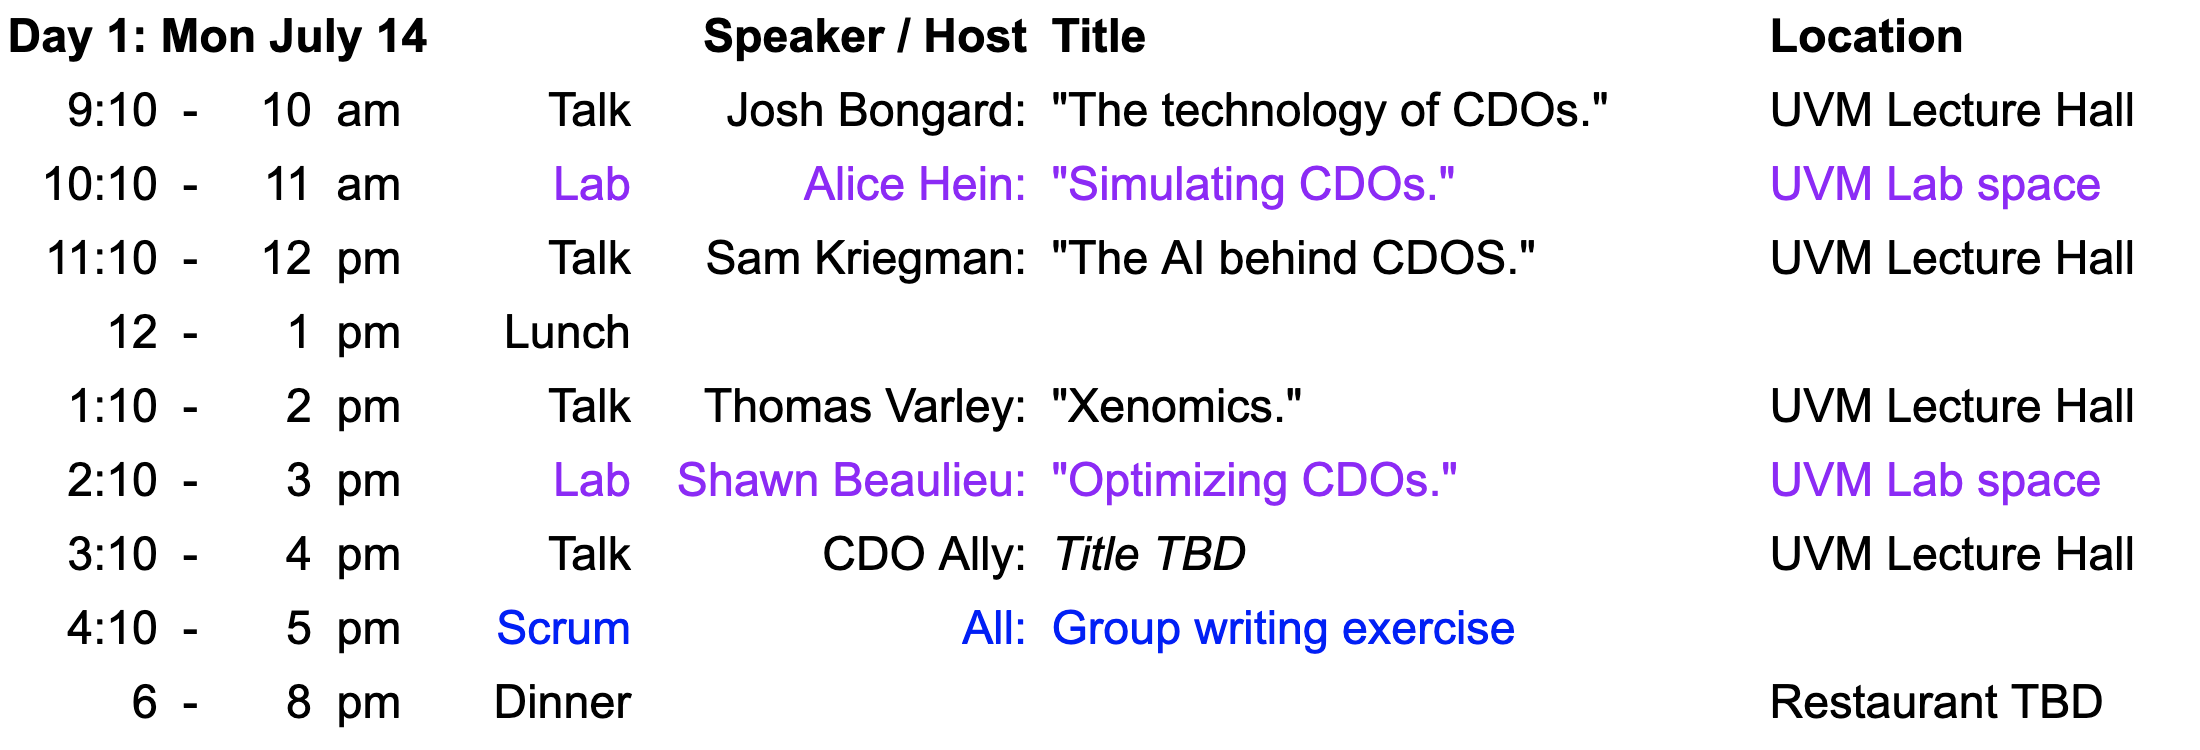 Day 1: Mon July 14 Speaker / Host Title Location
9:10 - 10 am Talk Josh Bongard: "The technology of CDOs." UVM Lecture Hall
10:10 - 11 am Lab Alice Hein: "Simulating CDOs." UVM Lab space
11:10 - 12 pm Talk Sam Kriegman: "The AI behind CDOS." UVM Lecture Hall
12 - 1 pm Lunch
1:10 - 2 pm Talk Thomas Varley: "Xenomics." UVM Lecture Hall
2:10 - 3 pm Lab Shawn Beaulieu: "Optimizing CDOs." UVM Lab space
3:10 - 4 pm Talk CDO Ally: Title TBD UVM Lecture Hall
4:10 - 5 pm Scrum All: Group writing exercise
6 - 8 pm Dinner Restaurant TBD